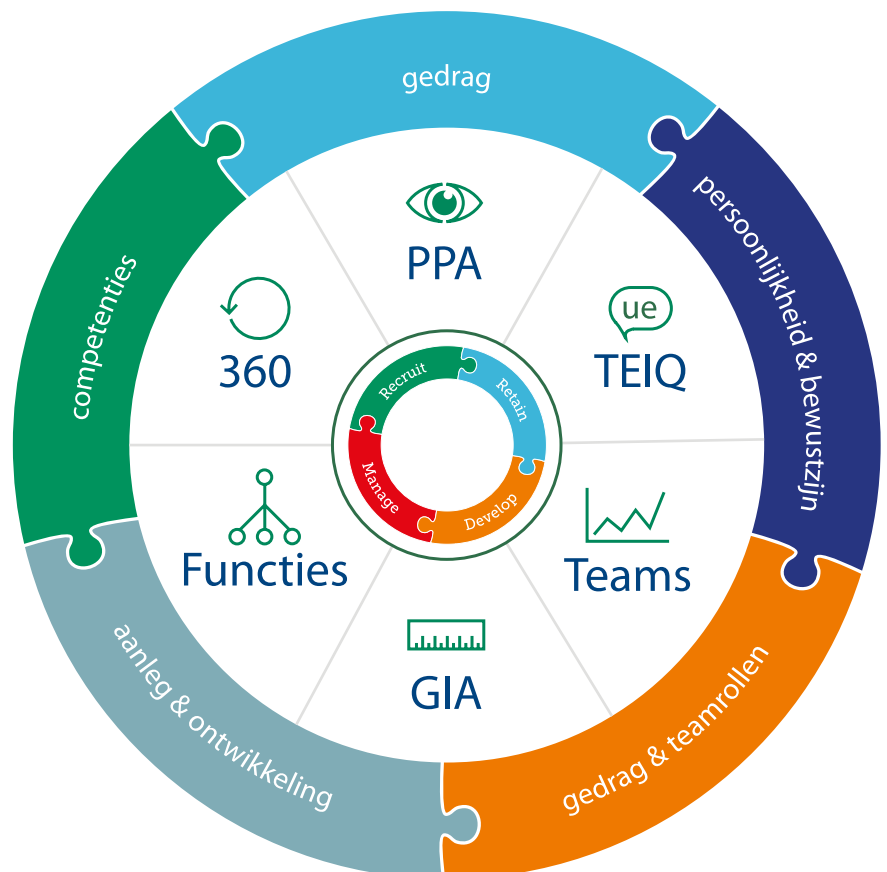 gedrag
persoonlijkheid & bewustzijn
gedrag & teamrollen
aanleg & ontwikkeling
competenties
PPA
ue
TEIQ
Teams
GIA
Functies
360
Recruit
Retain
Develop
Manage